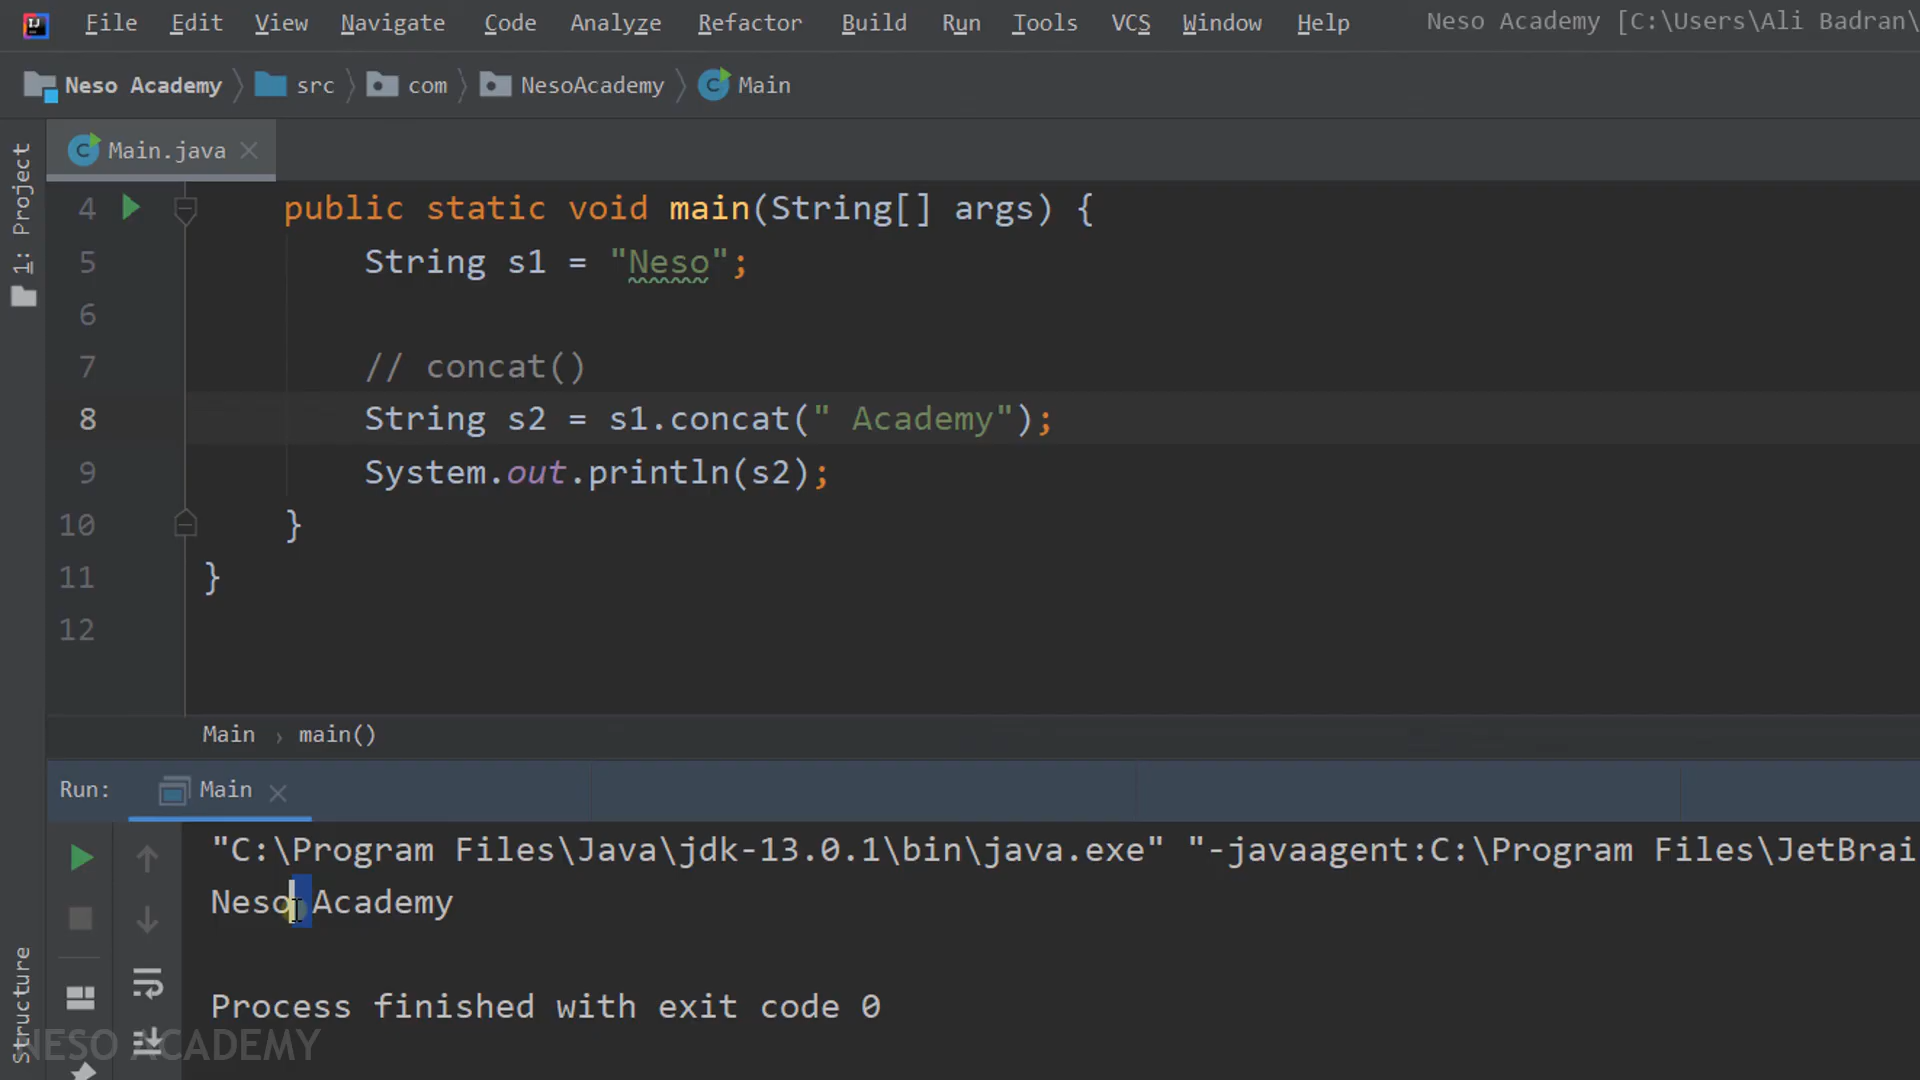 File Edit View Navigate Code Analyze Refactor Build Run Tools VCS Window Help Neso Academy [C:\Users\Ali Badran\
Neso Academy src com NesoAcademy Main
Main.java
1: Project
4 public static void main(String[] args) {
5 String s1 = "Neso";
6
7 // concat()
8 String s2 = s1.concat(" Academy");
9 System.out.println(s2);
10 }
11 }
12
Main › main()
Run: Main
"C:\Program Files\Java\jdk-13.0.1\bin\java.exe" "-javaagent:C:\Program Files\JetBrai
Neso Academy
Process finished with exit code 0
Structure
NESO ACADEMY